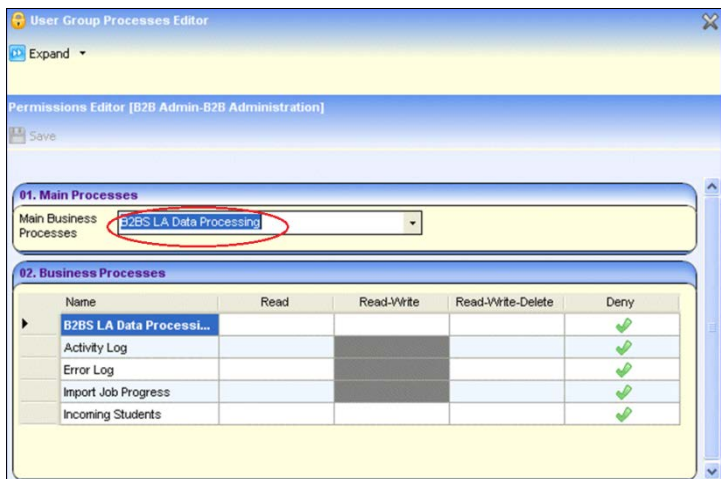 User Group Processes Editor
Expand
Permissions Editor [B2B Admin-B2B Administration]
Save
01. Main Processes
Main Business Processes B2BS LA Data Processing
02. Business Processes
Name Read Read-Write Read-Write-Delete Deny
B2BS LA Data Processi...
Activity Log
Error Log
Import Job Progress
Incoming Students